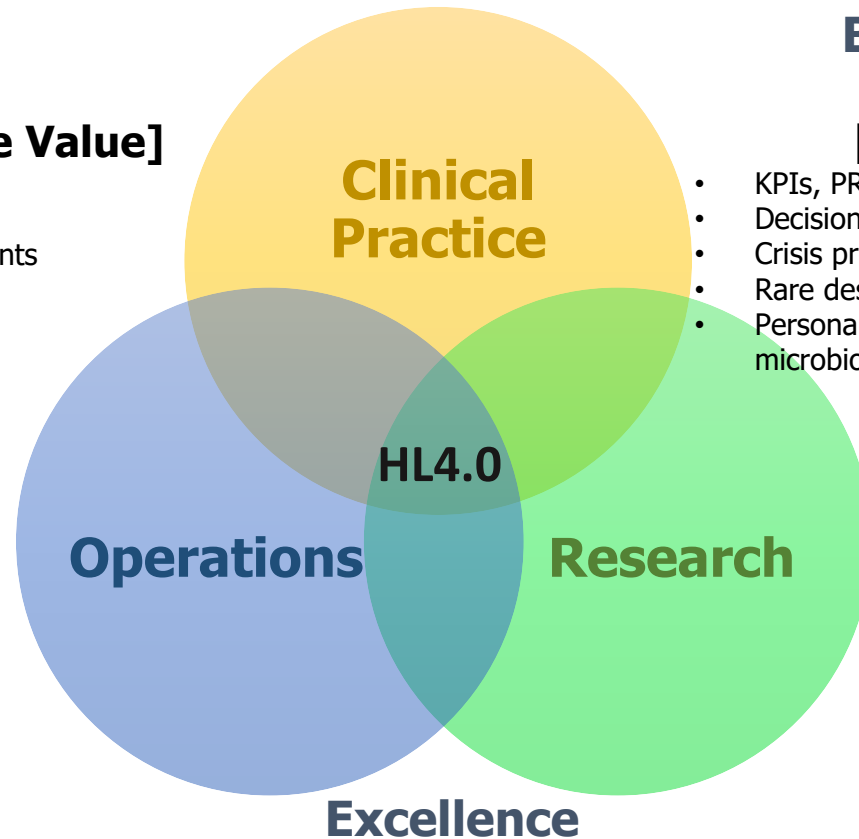 e Value]
nts
Clinical
Practice
• KPIs, PR
• Decision
• Crisis pr
• Rare des
• Persona
microbio
HL4.0
Operations
Research
Excellence